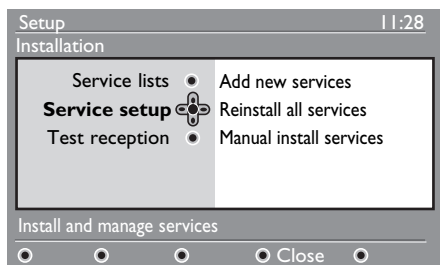 Setup 11:28
Installation
Service lists Add new services
Service setup Reinstall all services
Test reception Manual install services
Install and manage services
Close